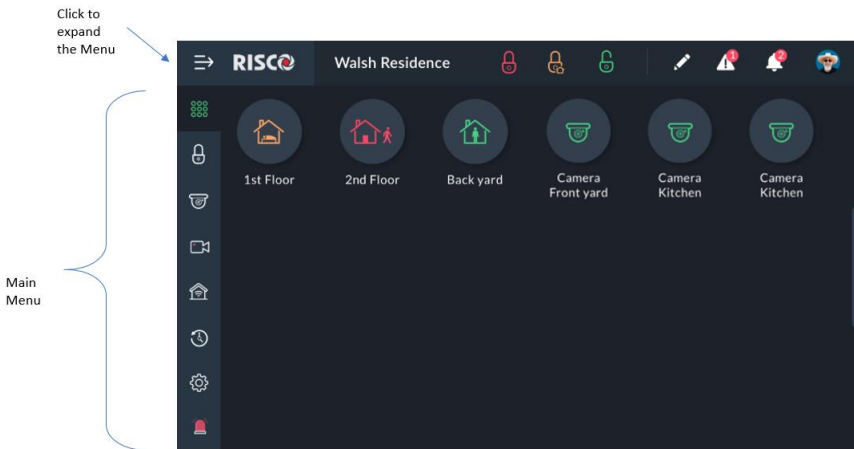 Click to
expand
the Menu
RISCO
Walsh Residence
1
2
1st Floor
2nd Floor
Back yard
Camera
Front yard
Camera
Kitchen
Camera
Kitchen
Main
Menu